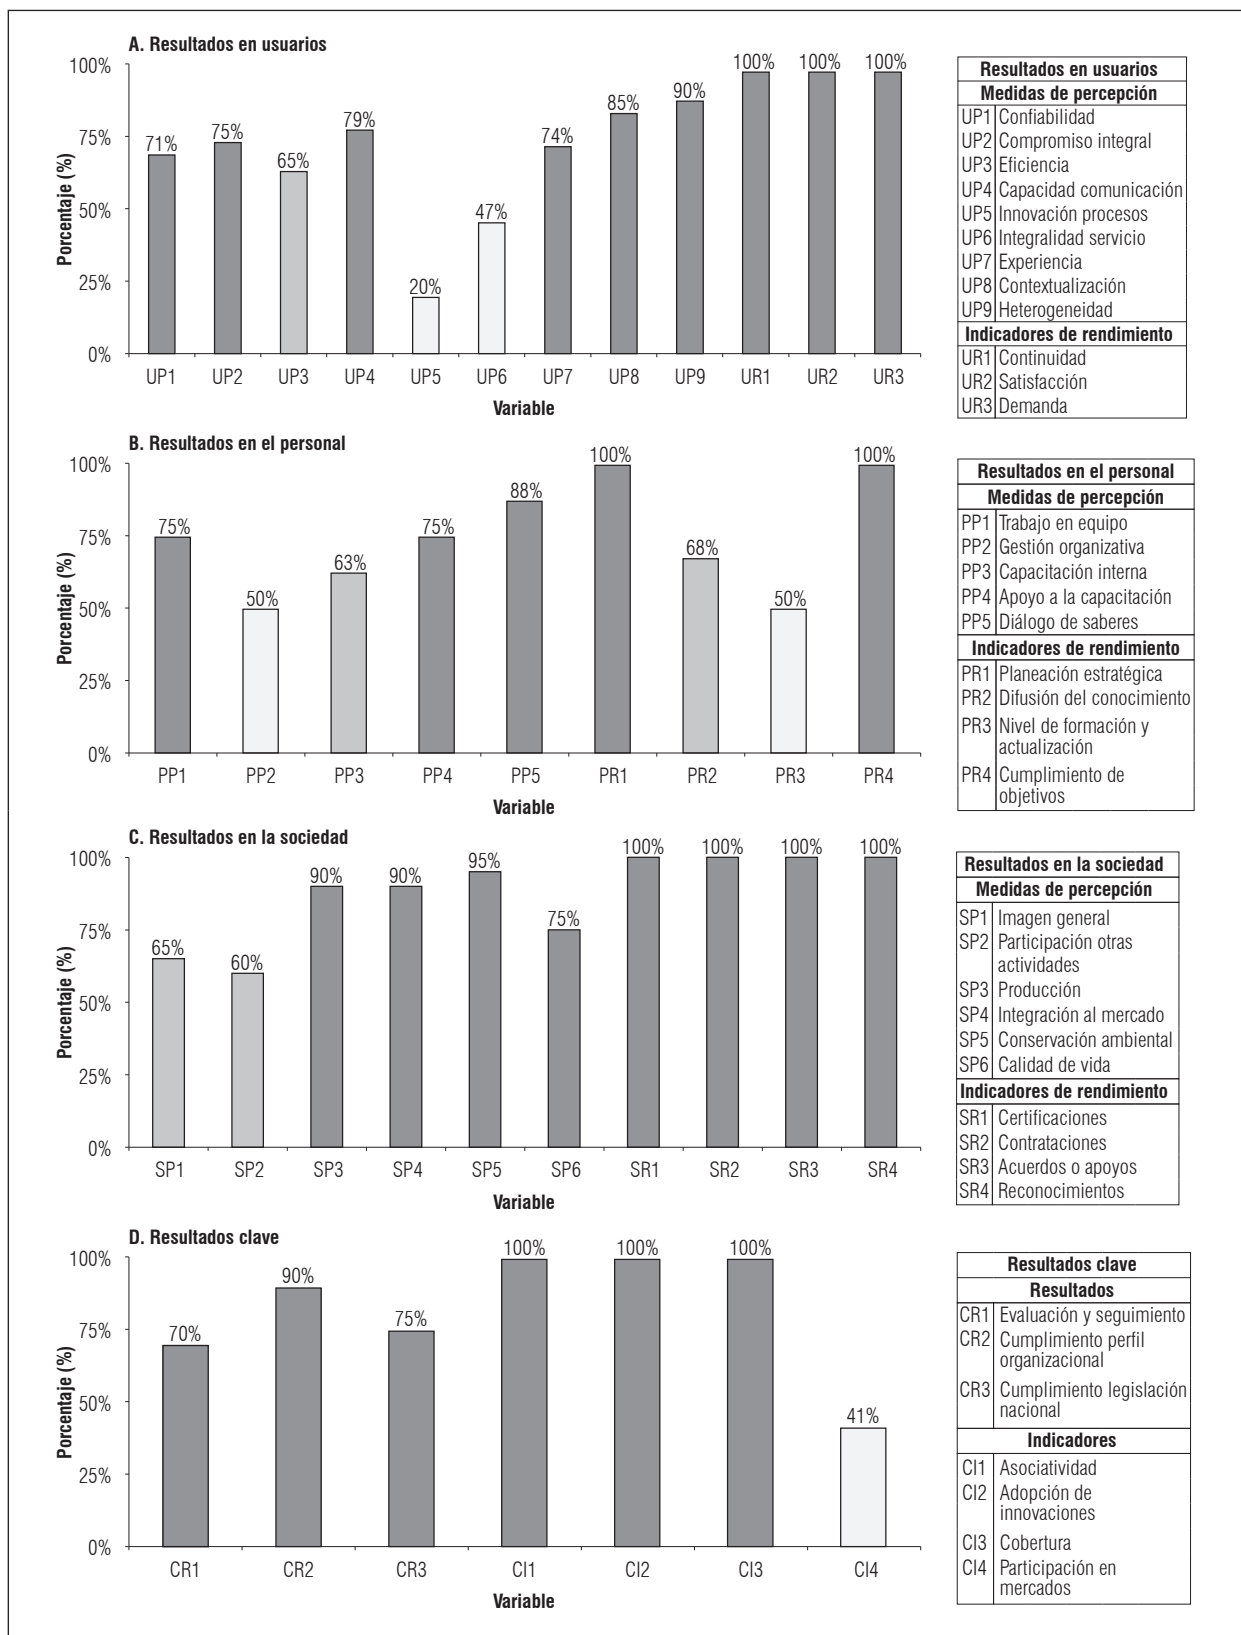 A. Resultados en usuarios
Porcentaje (%)
100%
75%
50%
25%
0%
71%
75%
65%
79%
20%
47%
74%
85%
90%
100%
100%
100%
UP1
UP2
UP3
UP4
UP5
UP6
UP7
UP8
UP9
UR1
UR2
UR3
Variable
Resultados en usuarios
Medidas de percepción
UP1 Confiabilidad
UP2 Compromiso integral
UP3 Eficiencia
UP4 Capacidad comunicación
UP5 Innovación procesos
UP6 Integralidad servicio
UP7 Experiencia
UP8 Contextualización
UP9 Heterogeneidad
Indicadores de rendimiento
UR1 Continuidad
UR2 Satisfacción
UR3 Demanda
B. Resultados en el personal
Porcentaje (%)
100%
75%
50%
25%
0%
75%
50%
63%
75%
88%
100%
68%
50%
100%
PP1
PP2
PP3
PP4
PP5
PR1
PR2
PR3
PR4
Variable
Resultados en el personal
Medidas de percepción
PP1 Trabajo en equipo
PP2 Gestión organizativa
PP3 Capacitación interna
PP4 Apoyo a la capacitación
PP5 Diálogo de saberes
Indicadores de rendimiento
PR1 Planeación estratégica
PR2 Difusión del conocimiento
PR3 Nivel de formación y
actualización
PR4 Cumplimiento de
objetivos
C. Resultados en la sociedad
Porcentaje (%)
100%
75%
50%
25%
0%
65%
60%
90%
90%
95%
75%
100%
100%
100%
100%
SP1
SP2
SP3
SP4
SP5
SP6
SR1
SR2
SR3
SR4
Variable
Resultados en la sociedad
Medidas de percepción
SP1 Imagen general
SP2 Participación otras
actividades
SP3 Producción
SP4 Integración al mercado
SP5 Conservación ambiental
SP6 Calidad de vida
Indicadores de rendimiento
SR1 Certificaciones
SR2 Contrataciones
SR3 Acuerdos o apoyos
SR4 Reconocimientos
D. Resultados clave
Porcentaje (%)
100%
75%
50%
25%
0%
70%
90%
75%
100%
100%
100%
41%
CR1
CR2
CR3
CI1
CI2
CI3
CI4
Variable
Resultados clave
Resultados
CR1 Evaluación y seguimiento
CR2 Cumplimiento perfil
organizacional
CR3 Cumplimiento legislación
nacional
Indicadores
CI1 Asociatividad
CI2 Adopción de
innovaciones
CI3 Cobertura
CI4 Participación en
mercados